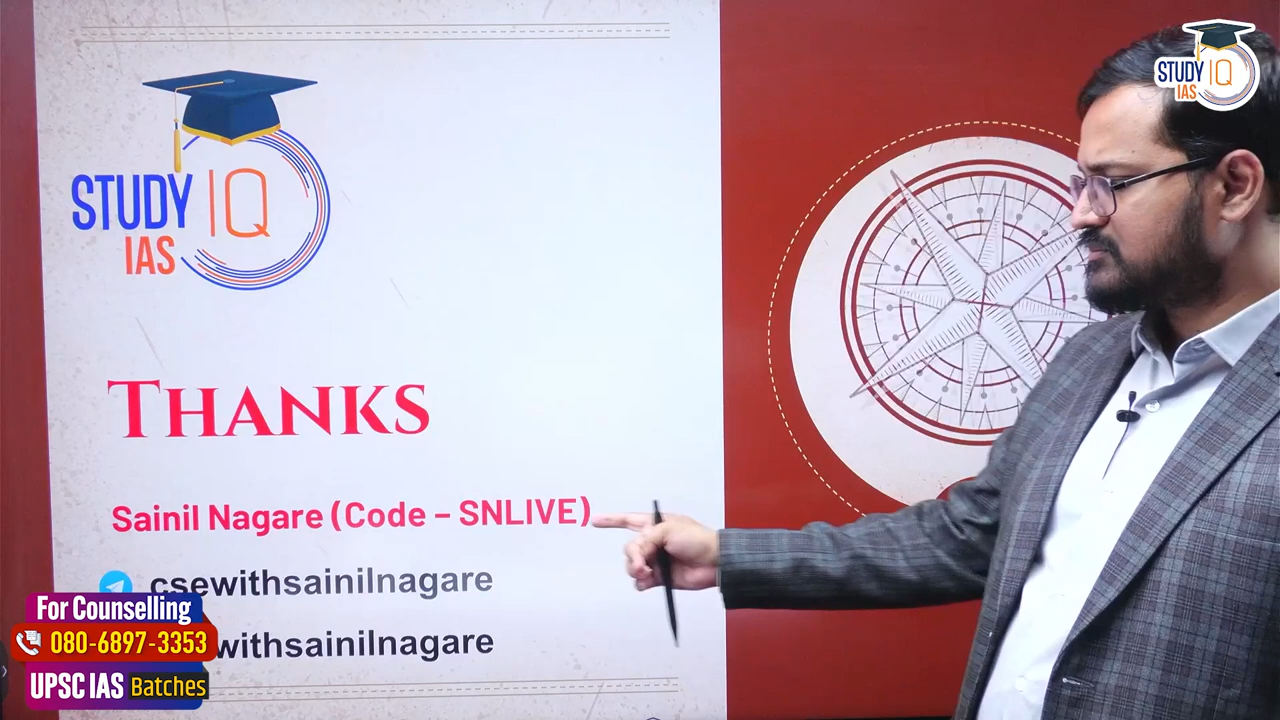 STUDY IQ
IAS
THANKS
Sainil Nagare (Code – SNLIVE)
csewithsainilnagare
withsainilnagare
For Counselling
080-6897-3353
UPSC IAS Batches
STUDY IQ
IAS